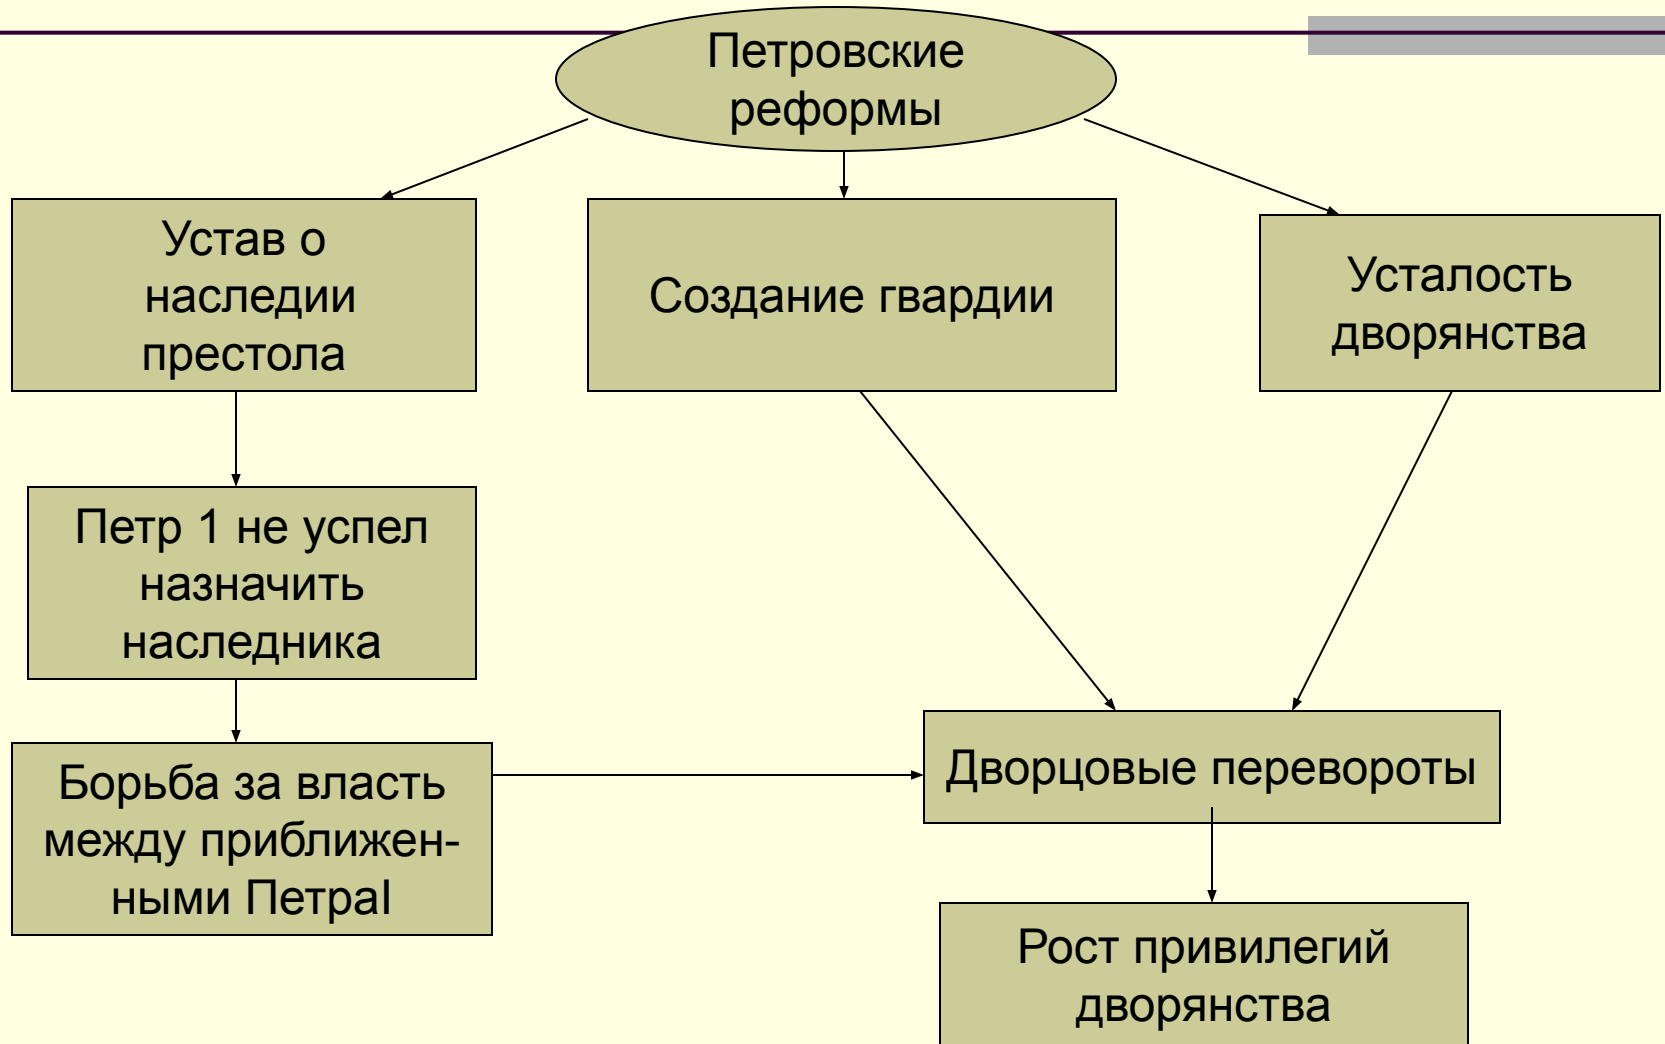 Петровские
реформы
Устав о
наследии
престола
Создание гвардии
Усталость
дворянства
Петр 1 не успел
назначить
наследника
Борьба за власть
между приближен-
ными ПетраI
Дворцовые перевороты
Рост привилегий
дворянства